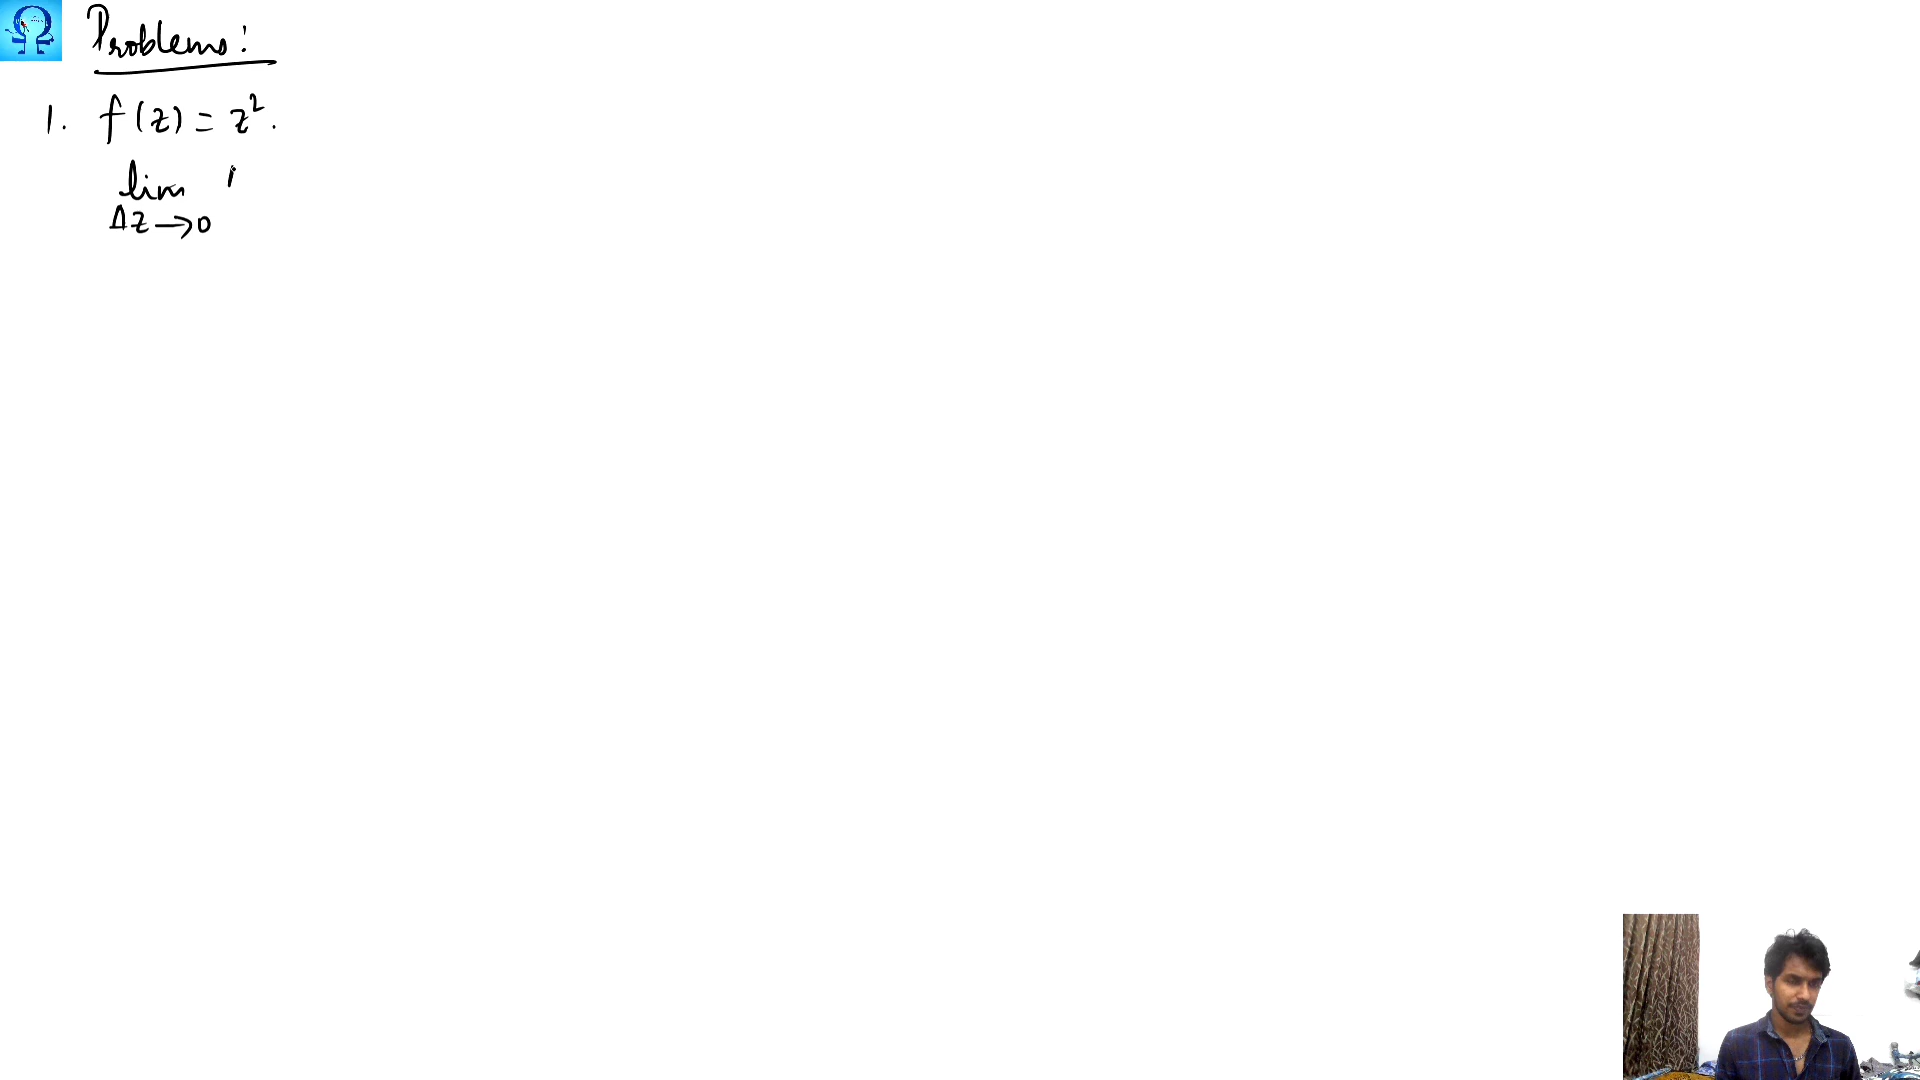 Problems:
1. f(z) = z².
lim
Δz→0